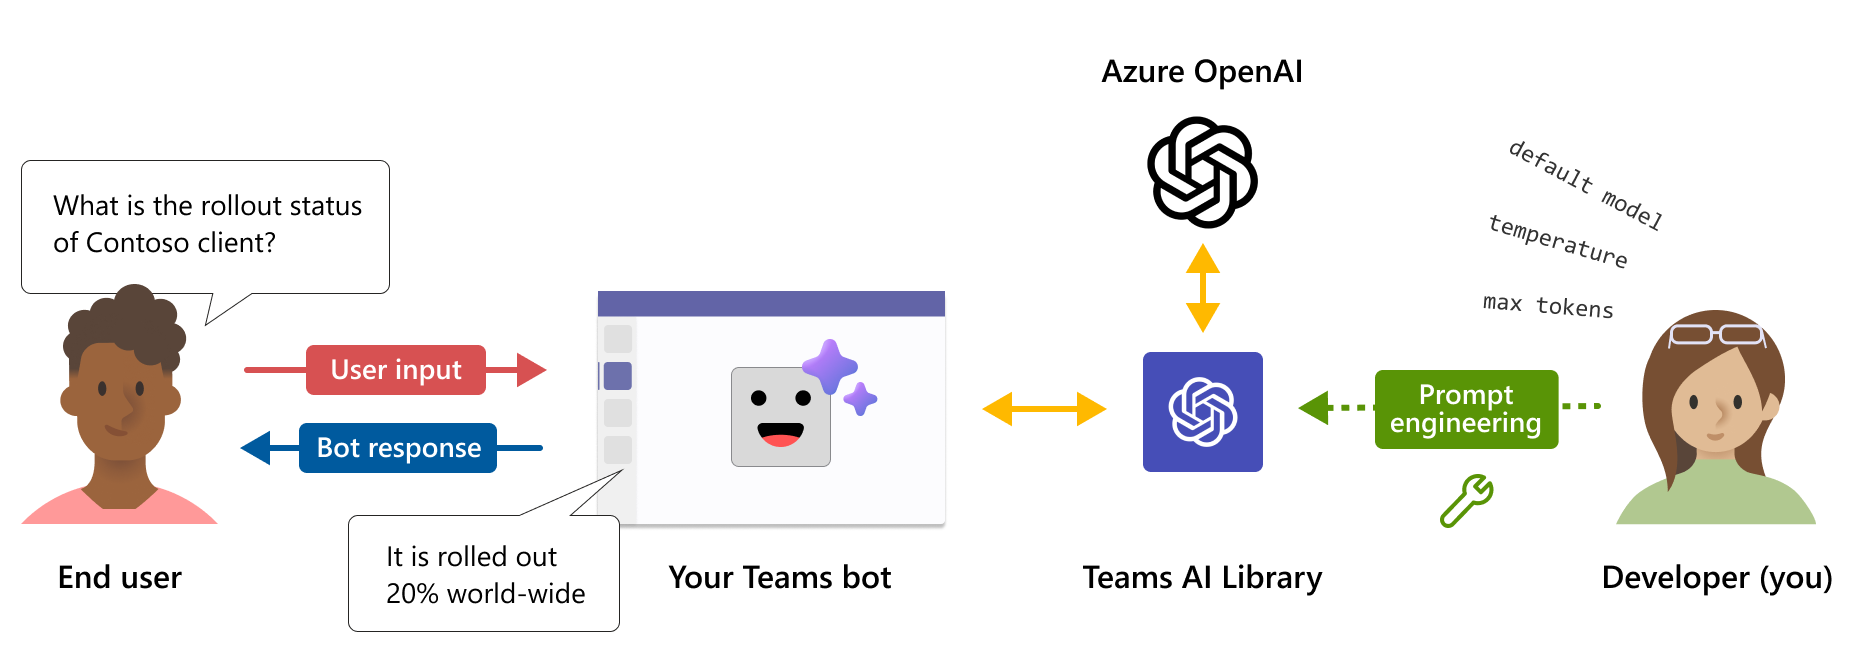 Azure OpenAI
What is the rollout status
of Contoso client?
default model
temperature
max tokens
User input
Bot response
Prompt
engineering
It is rolled out
20% world-wide
End user
Your Teams bot
Teams AI Library
Developer (you)